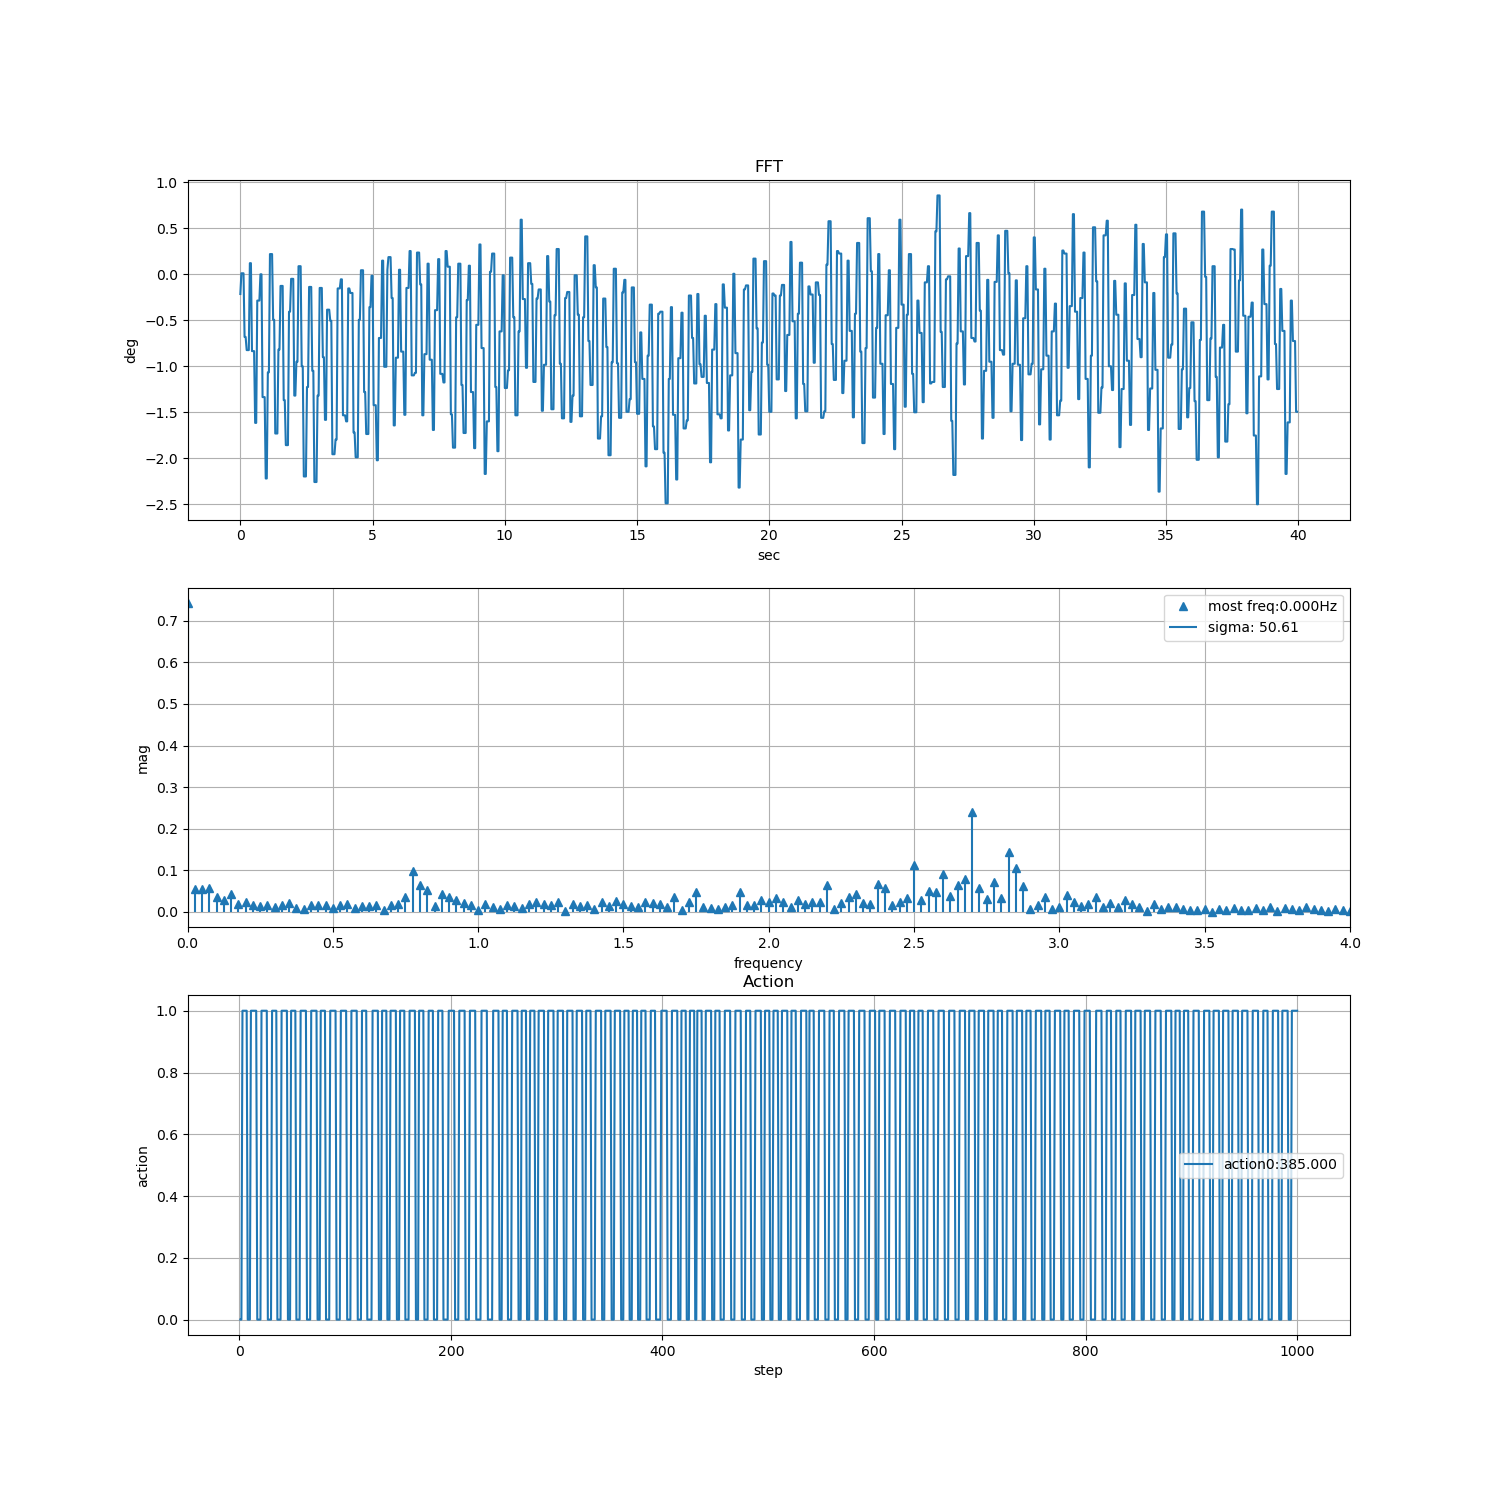 FFT
1.0
0.5
0.0
−0.5
−1.0
−1.5
−2.0
−2.5
deg
0 5 10 15 20 25 30 35 40
sec
most freq:0.000Hz
sigma: 50.61
0.7
0.6
0.5
0.4
0.3
0.2
0.1
0.0
mag
0.0 0.5 1.0 1.5 2.0 2.5 3.0 3.5 4.0
frequency
Action
1.0
0.8
0.6
0.4
0.2
0.0
action
action0:385.000
0 200 400 600 800 1000
step